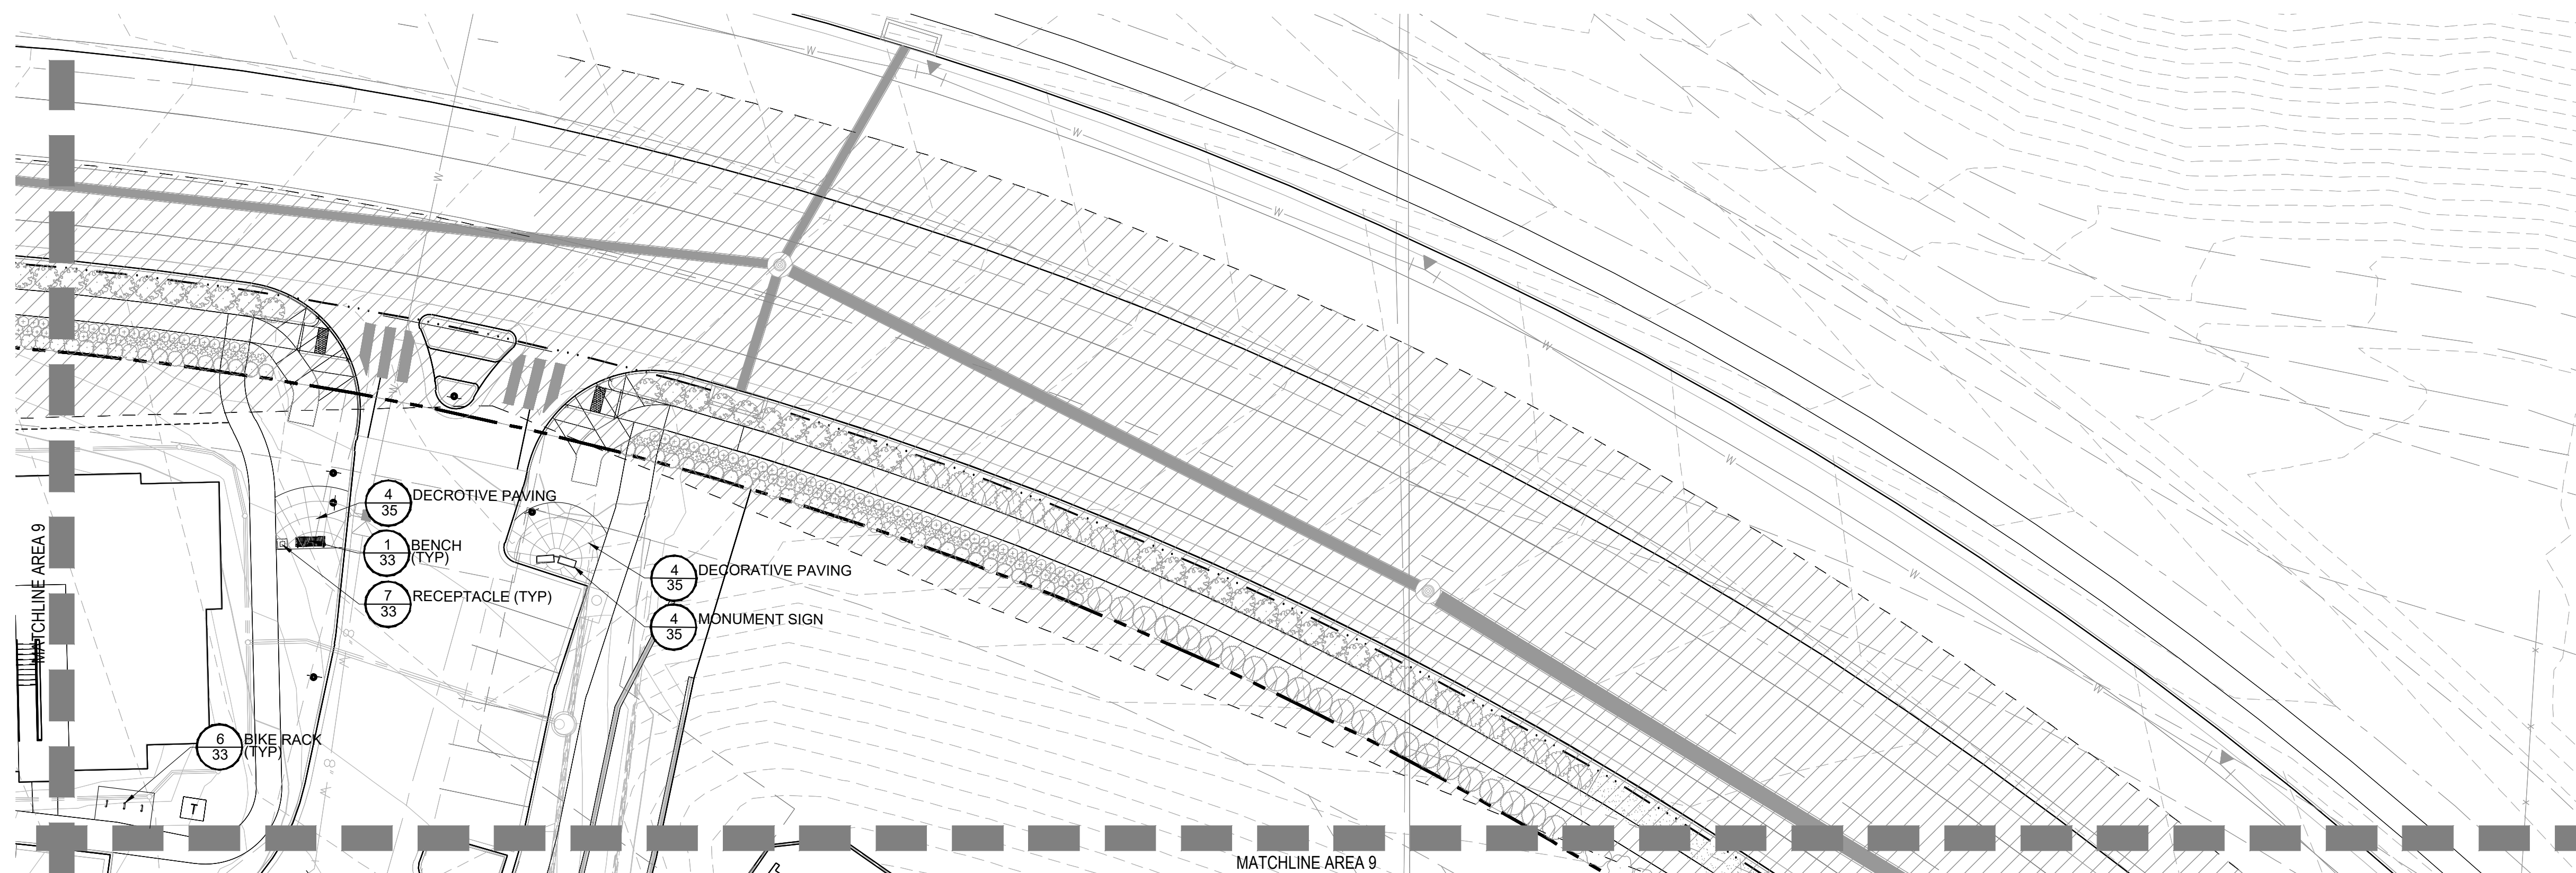 W
W
W
W
4
35
DECROTIVE PAVING
W
1
33
BENCH
(TYP)
W
4
35
DECORATIVE PAVING
W
7
33
RECEPTACLE (TYP)
4
35
MONUMENT SIGN
MATCHLINE AREA 9
W
6
33
BIKE RACK
(TYP)
T
MATCHLINE AREA 9